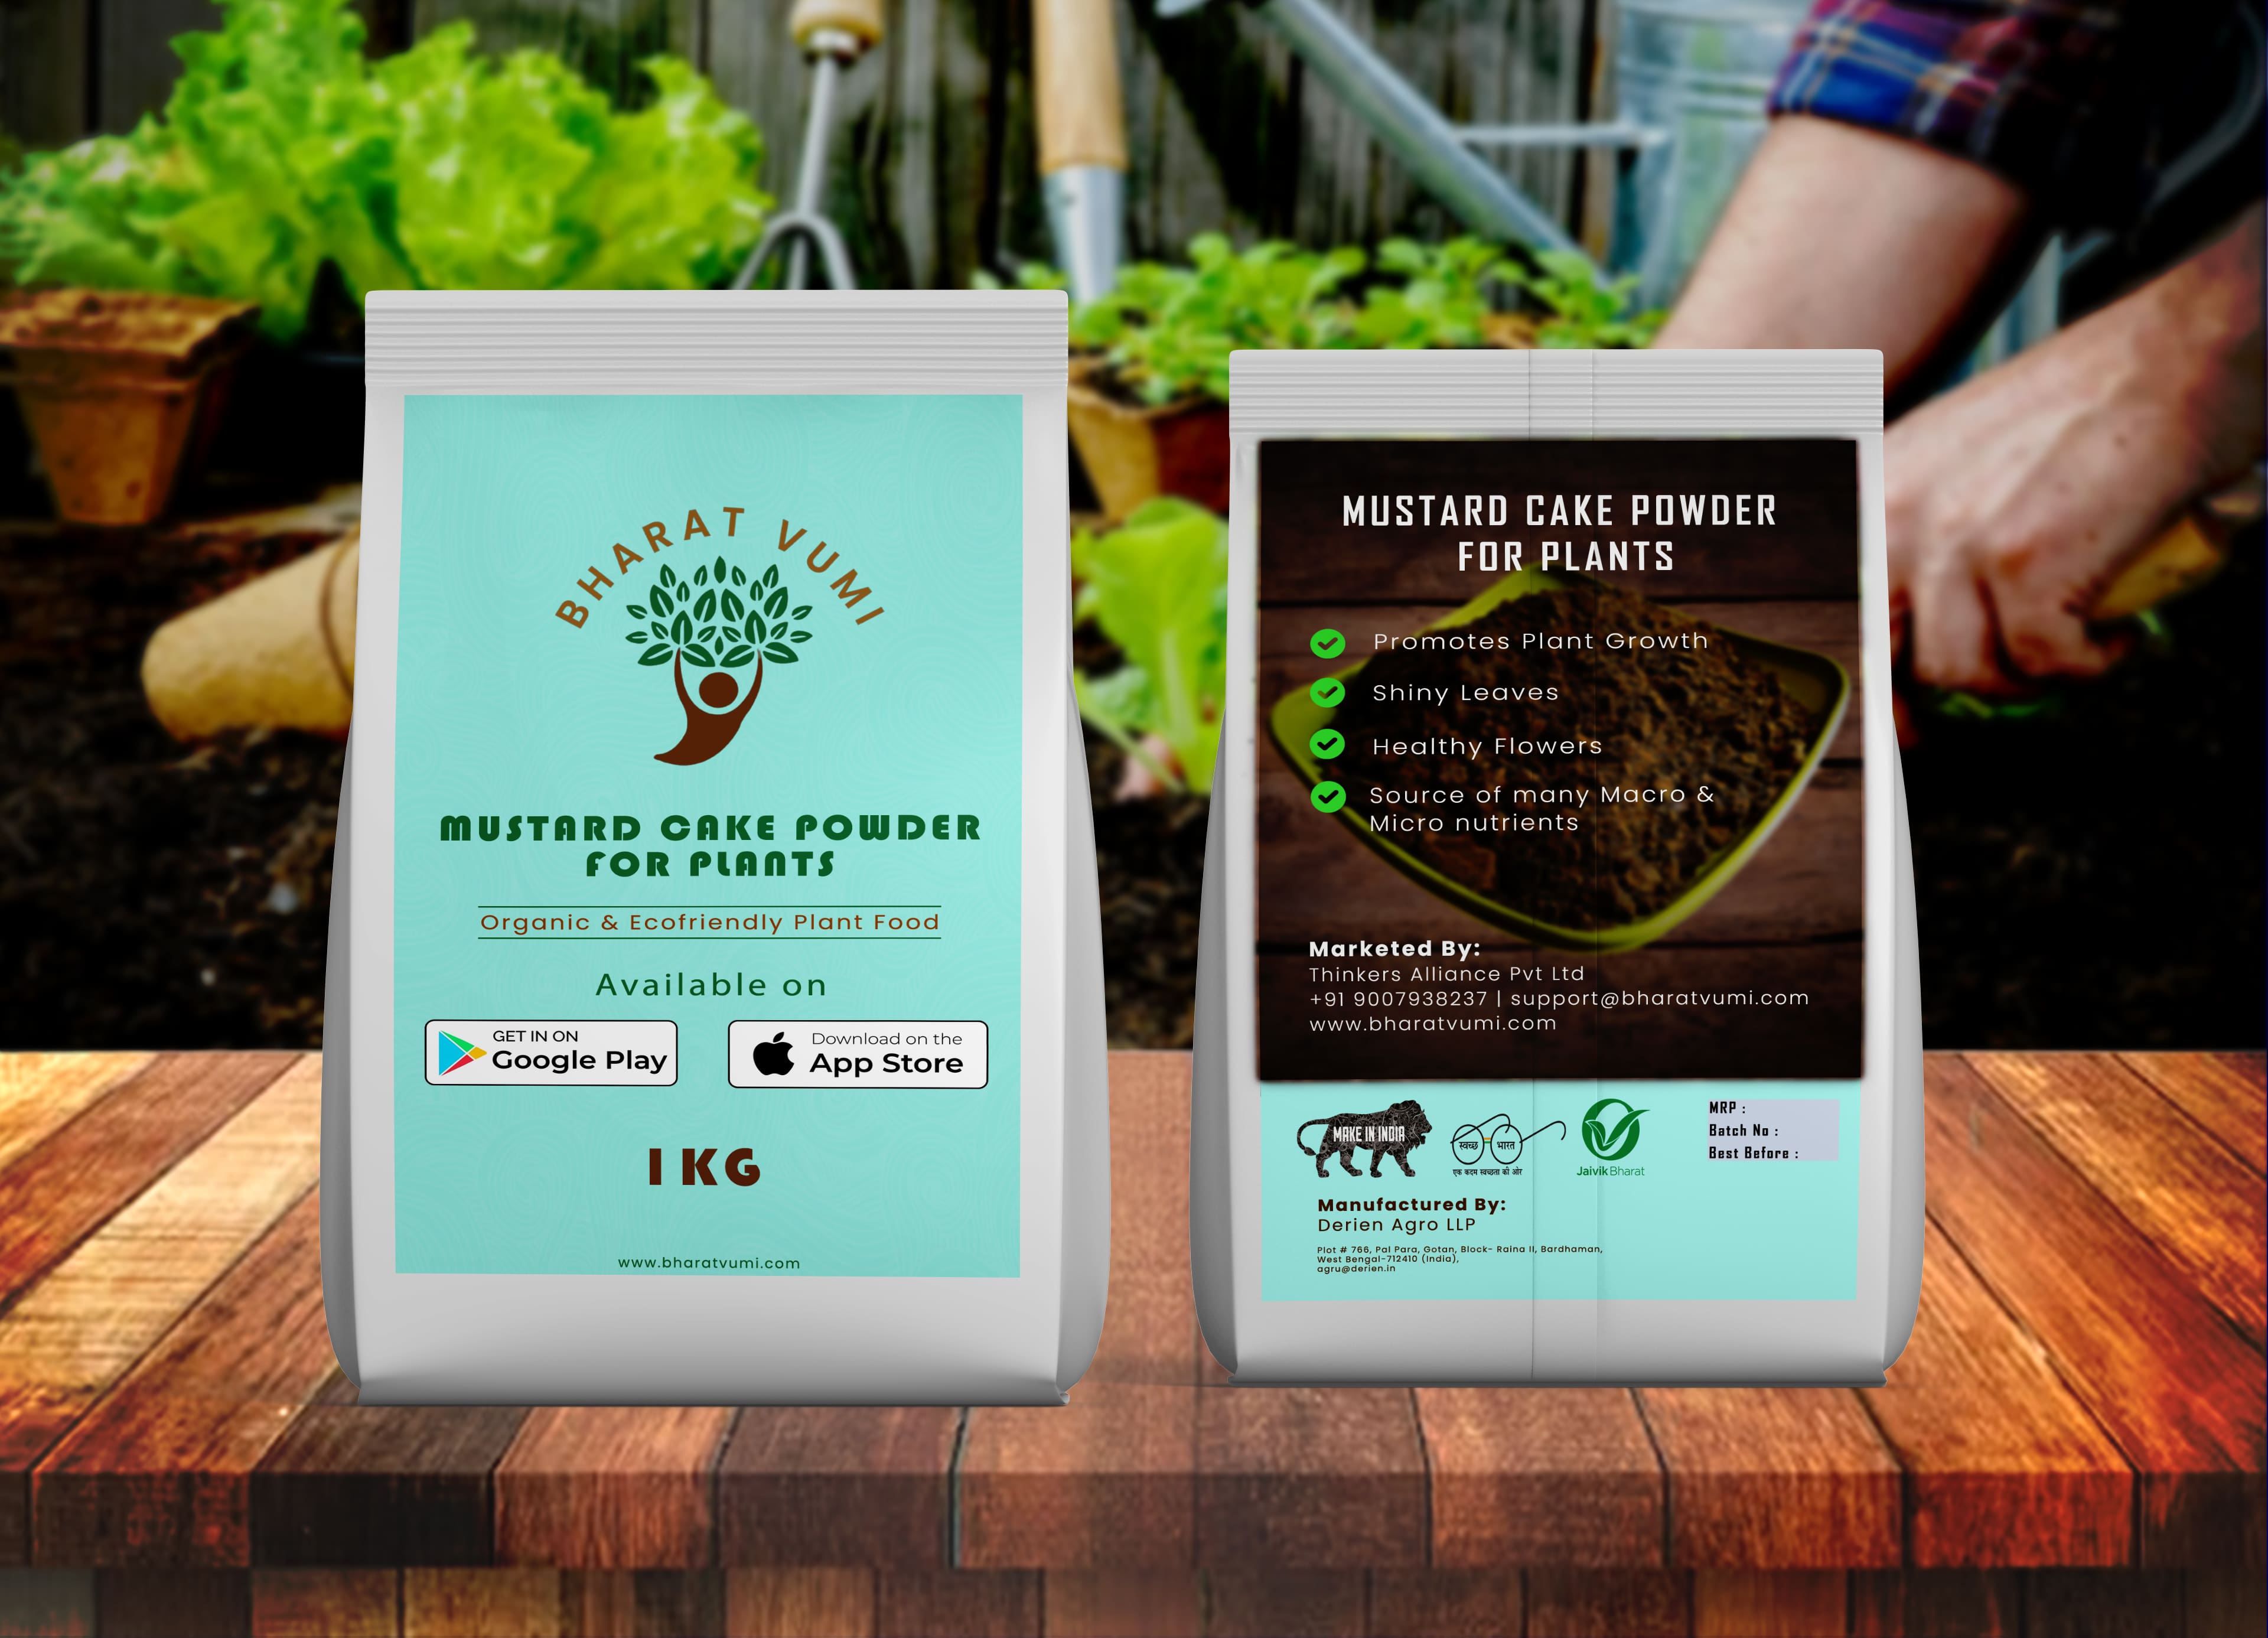 BHARAT VUMI
MUSTARD CAKE POWDER
FOR PLANTS
Organic & Ecofriendly Plant Food
Available on
GET IN ON
Google Play
Download on the
App Store
1 KG
www.bharatvumi.com
MUSTARD CAKE POWDER
FOR PLANTS
Promotes Plant Growth
Shiny Leaves
Healthy Flowers
Source of many Macro &
Micro nutrients
Marketed By:
Thinkers Alliance Pvt Ltd
+91 9007938237 | support@bharatvumi.com
www.bharatvumi.com
MAKE IN INDIA
स्वच्छ भारत
एक कदम स्वच्छता की ओर
Jaivik Bharat
MRP :
Batch No :
Best Before :
Manufactured By:
Derien Agro LLP
Plot # 766, Pal Para, Gotan, Block- Raina II, Bardhaman,
West Bengal-712410 (India),
agru@derien.in